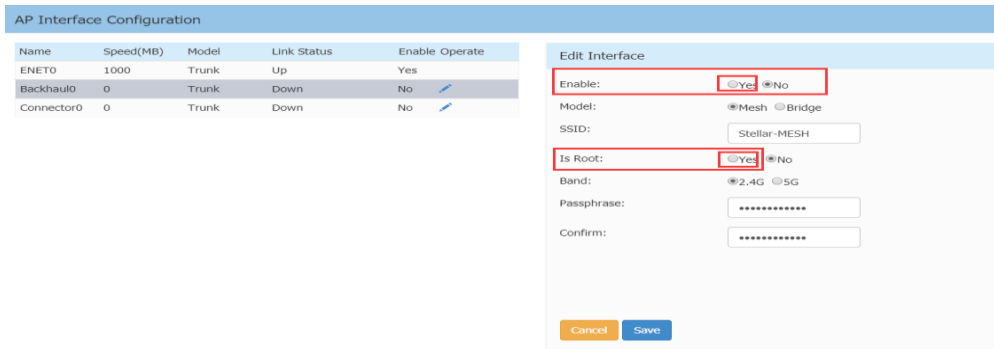 AP Interface Configuration
Name Speed(MB) Model Link Status Enable Operate
ENET0 1000 Trunk Up Yes
Backhaul0 0 Trunk Down No
Connector0 0 Trunk Down No
Edit Interface
Enable: Yes No
Model: Mesh Bridge
SSID: Stellar-MESH
Is Root: Yes No
Band: 2.4G 5G
Passphrase: ••••••••••••
Confirm: ••••••••••••
Cancel Save